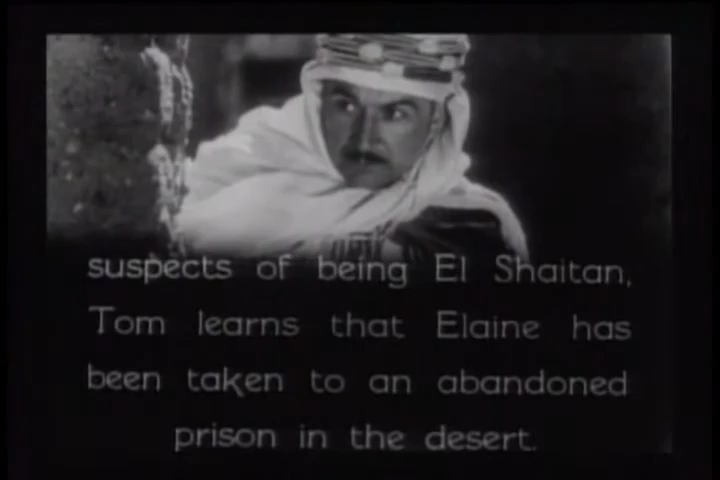 suspects of being El Shaitan,
Tom learns that Elaine has
been taken to an abandoned
prison in the desert.